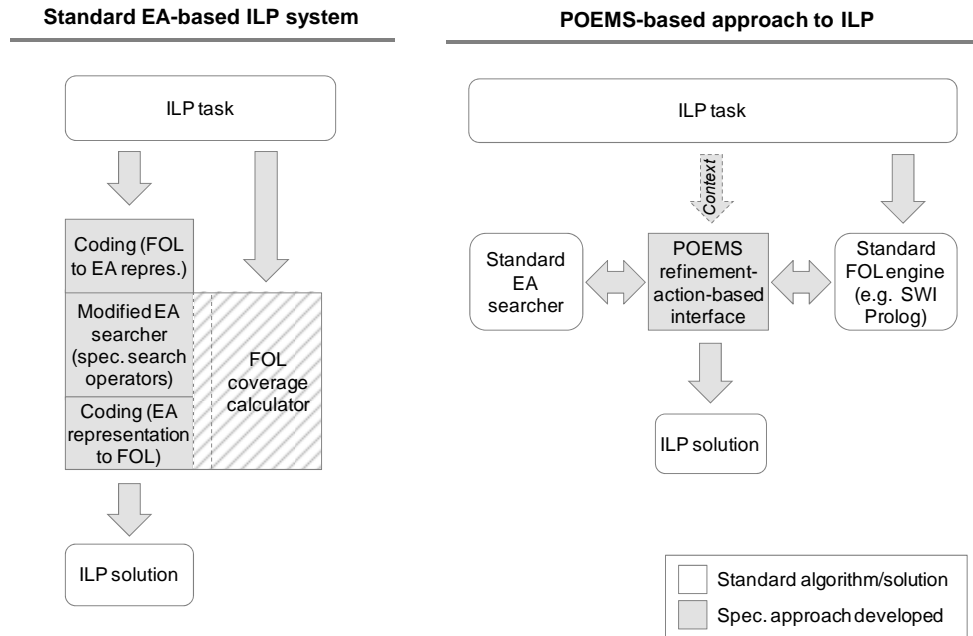 Standard EA-based ILP system
ILP task
Coding (FOL
to EA repres.)
Modified EA
searcher
(spec. search
operators)
Coding (EA
representation
to FOL)
FOL
coverage
calculator
ILP solution
POEMS-based approach to ILP
ILP task
Context
Standard
EA
searcher
POEMS
refinement-
action-based
interface
Standard
FOL engine
(e.g. SWI
Prolog)
ILP solution
Standard algorithm/solution
Spec. approach developed